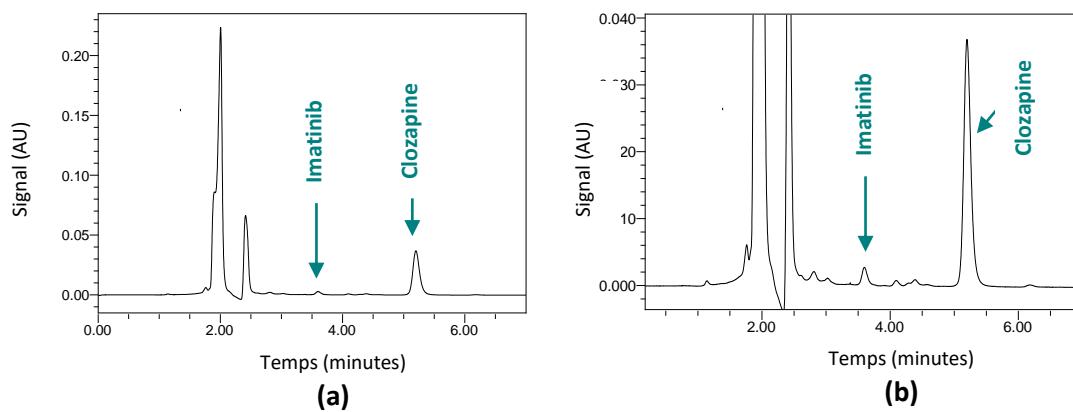 0.20
0.15
0.10
0.05
0.00
Signal (AU)
Imatinib
Clozapine
0.00
2.00
4.00
6.00
Temps (minutes)
(a)
0.040
30
20
10
0.000
Signal (AU)
Imatinib
Clozapine
2.00
4.00
6.00
Temps (minutes)
(b)